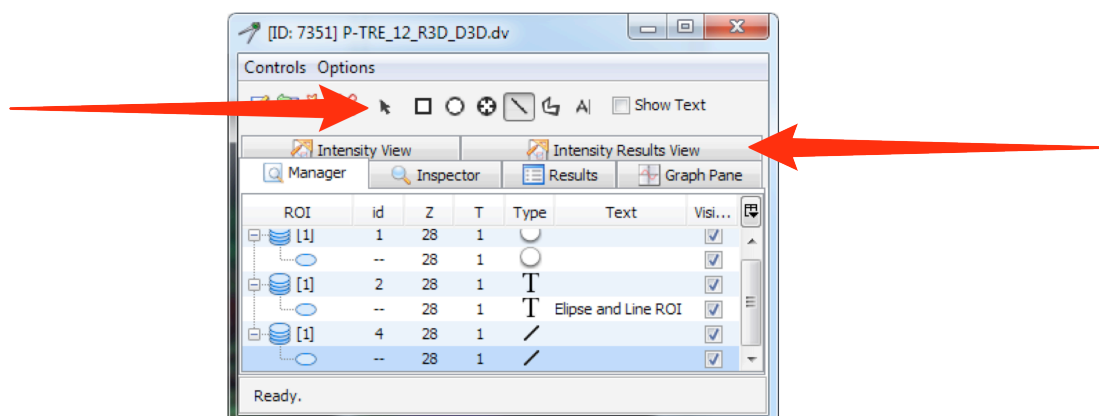 [ID: 7351] P-TRE_12_R3D_D3D.dv
Controls Options
A Show Text
Intensity View Intensity Results View
Manager Inspector Results Graph Pane
ROI id Z T Type Text Visi...
[1] 1 28 1
-- 28 1
[1] 2 28 1 T
-- 28 1 T Elipse and Line ROI
[1] 4 28 1
-- 28 1
Ready.